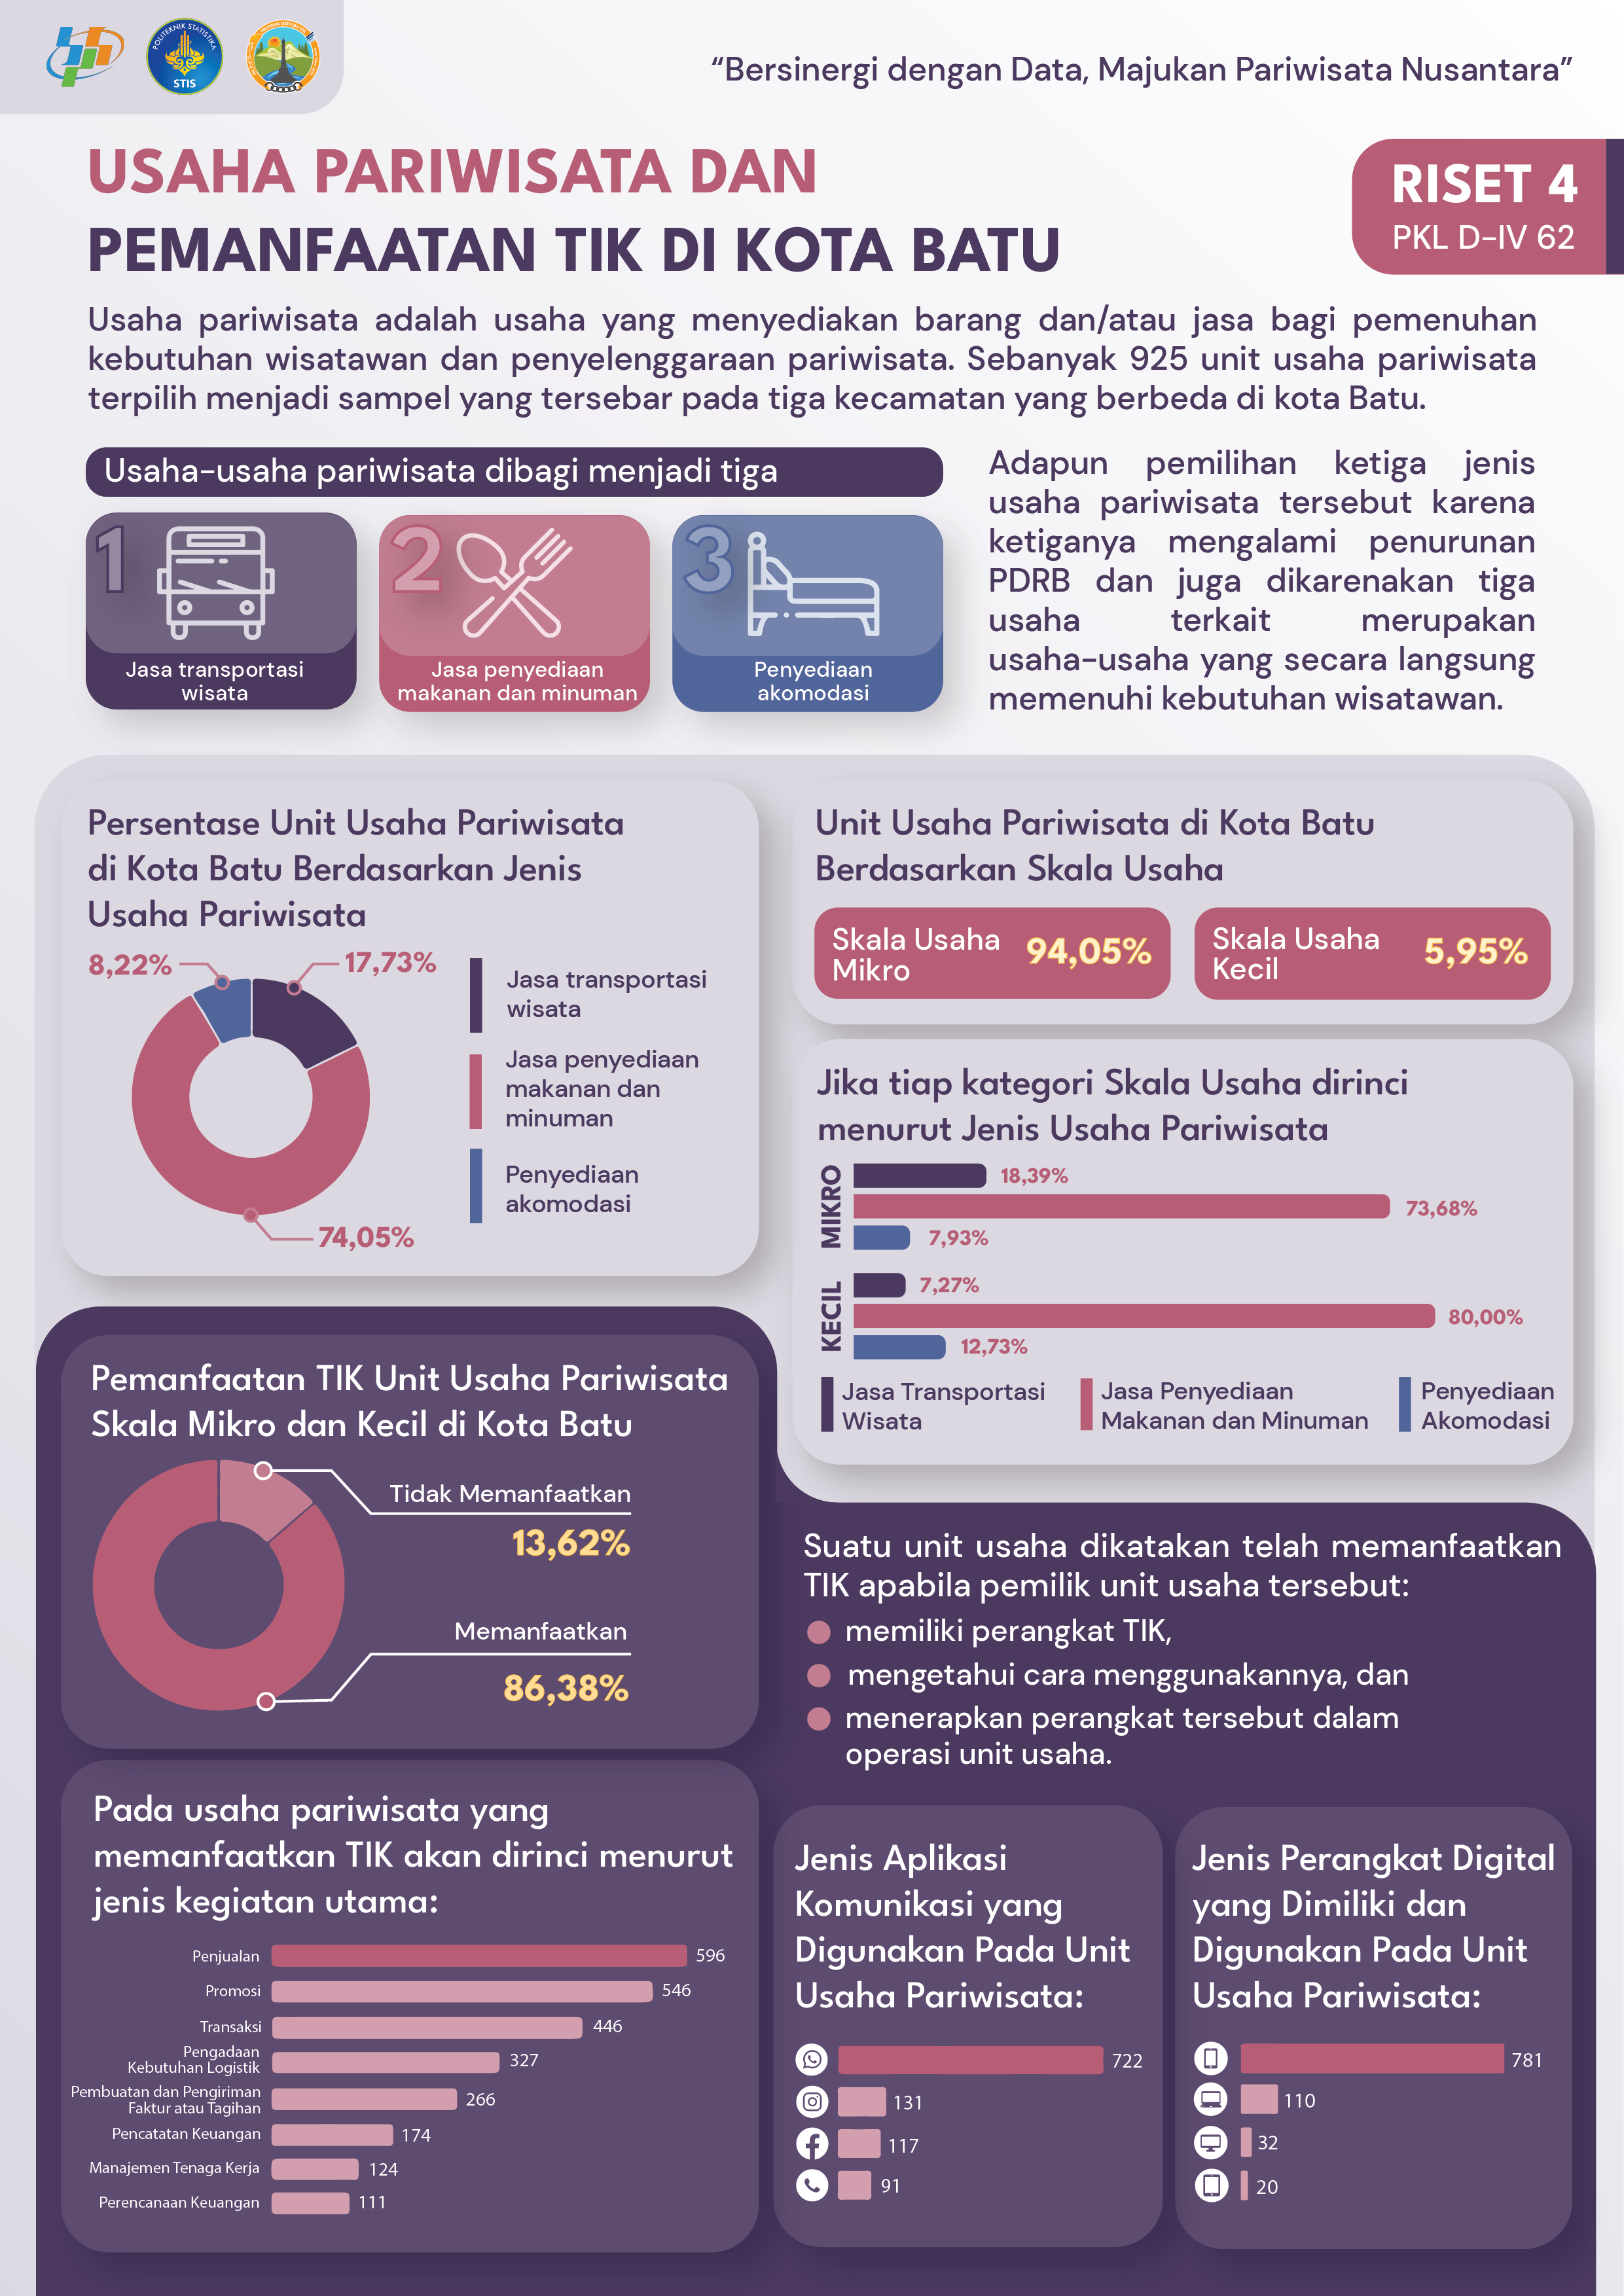 POLITEKNIK STATISTIKA
STIS
“Bersinergi dengan Data, Majukan Pariwisata Nusantara”
USAHA PARIWISATA DAN
PEMANFAATAN TIK DI KOTA BATU
RISET 4
PKL D-IV 62
Usaha pariwisata adalah usaha yang menyediakan barang dan/atau jasa bagi pemenuhan
kebutuhan wisatawan dan penyelenggaraan pariwisata. Sebanyak 925 unit usaha pariwisata
terpilih menjadi sampel yang tersebar pada tiga kecamatan yang berbeda di kota Batu.
Usaha-usaha pariwisata dibagi menjadi tiga
1
Jasa transportasi
wisata
2
Jasa penyediaan
makanan dan minuman
3
Penyediaan
akomodasi
Adapun pemilihan ketiga jenis
usaha pariwisata tersebut karena
ketiganya mengalami penurunan
PDRB dan juga dikarenakan tiga
usaha terkait merupakan
usaha-usaha yang secara langsung
memenuhi kebutuhan wisatawan.
Persentase Unit Usaha Pariwisata
di Kota Batu Berdasarkan Jenis
Usaha Pariwisata
8,22%
17,73%
74,05%
Jasa transportasi
wisata
Jasa penyediaan
makanan dan
minuman
Penyediaan
akomodasi
Unit Usaha Pariwisata di Kota Batu
Berdasarkan Skala Usaha
Skala Usaha
Mikro
94,05%
Skala Usaha
Kecil
5,95%
Jika tiap kategori Skala Usaha dirinci
menurut Jenis Usaha Pariwisata
MIKRO
18,39%
73,68%
7,93%
KECIL
7,27%
80,00%
12,73%
Jasa Transportasi
Wisata
Jasa Penyediaan
Makanan dan Minuman
Penyediaan
Akomodasi
Pemanfaatan TIK Unit Usaha Pariwisata
Skala Mikro dan Kecil di Kota Batu
Tidak Memanfaatkan
13,62%
Memanfaatkan
86,38%
Suatu unit usaha dikatakan telah memanfaatkan
TIK apabila pemilik unit usaha tersebut:
memiliki perangkat TIK,
mengetahui cara menggunakannya, dan
menerapkan perangkat tersebut dalam
operasi unit usaha.
Pada usaha pariwisata yang
memanfaatkan TIK akan dirinci menurut
jenis kegiatan utama:
Penjualan 596
Promosi 546
Transaksi 446
Pengadaan
Kebutuhan Logistik 327
Pembuatan dan Pengiriman
Faktur atau Tagihan 266
Pencatatan Keuangan 174
Manajemen Tenaga Kerja 124
Perencanaan Keuangan 111
Jenis Aplikasi
Komunikasi yang
Digunakan Pada Unit
Usaha Pariwisata:
722
131
117
91
Jenis Perangkat Digital
yang Dimiliki dan
Digunakan Pada Unit
Usaha Pariwisata:
781
110
32
20